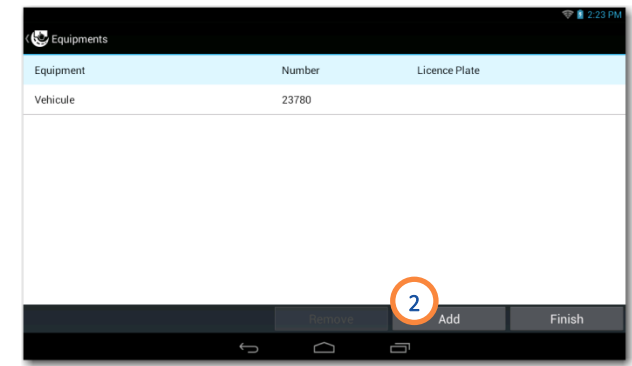 2:23 PM
Equipments
Equipment Number Licence Plate
Vehicule 23780
2
Remove Add Finish